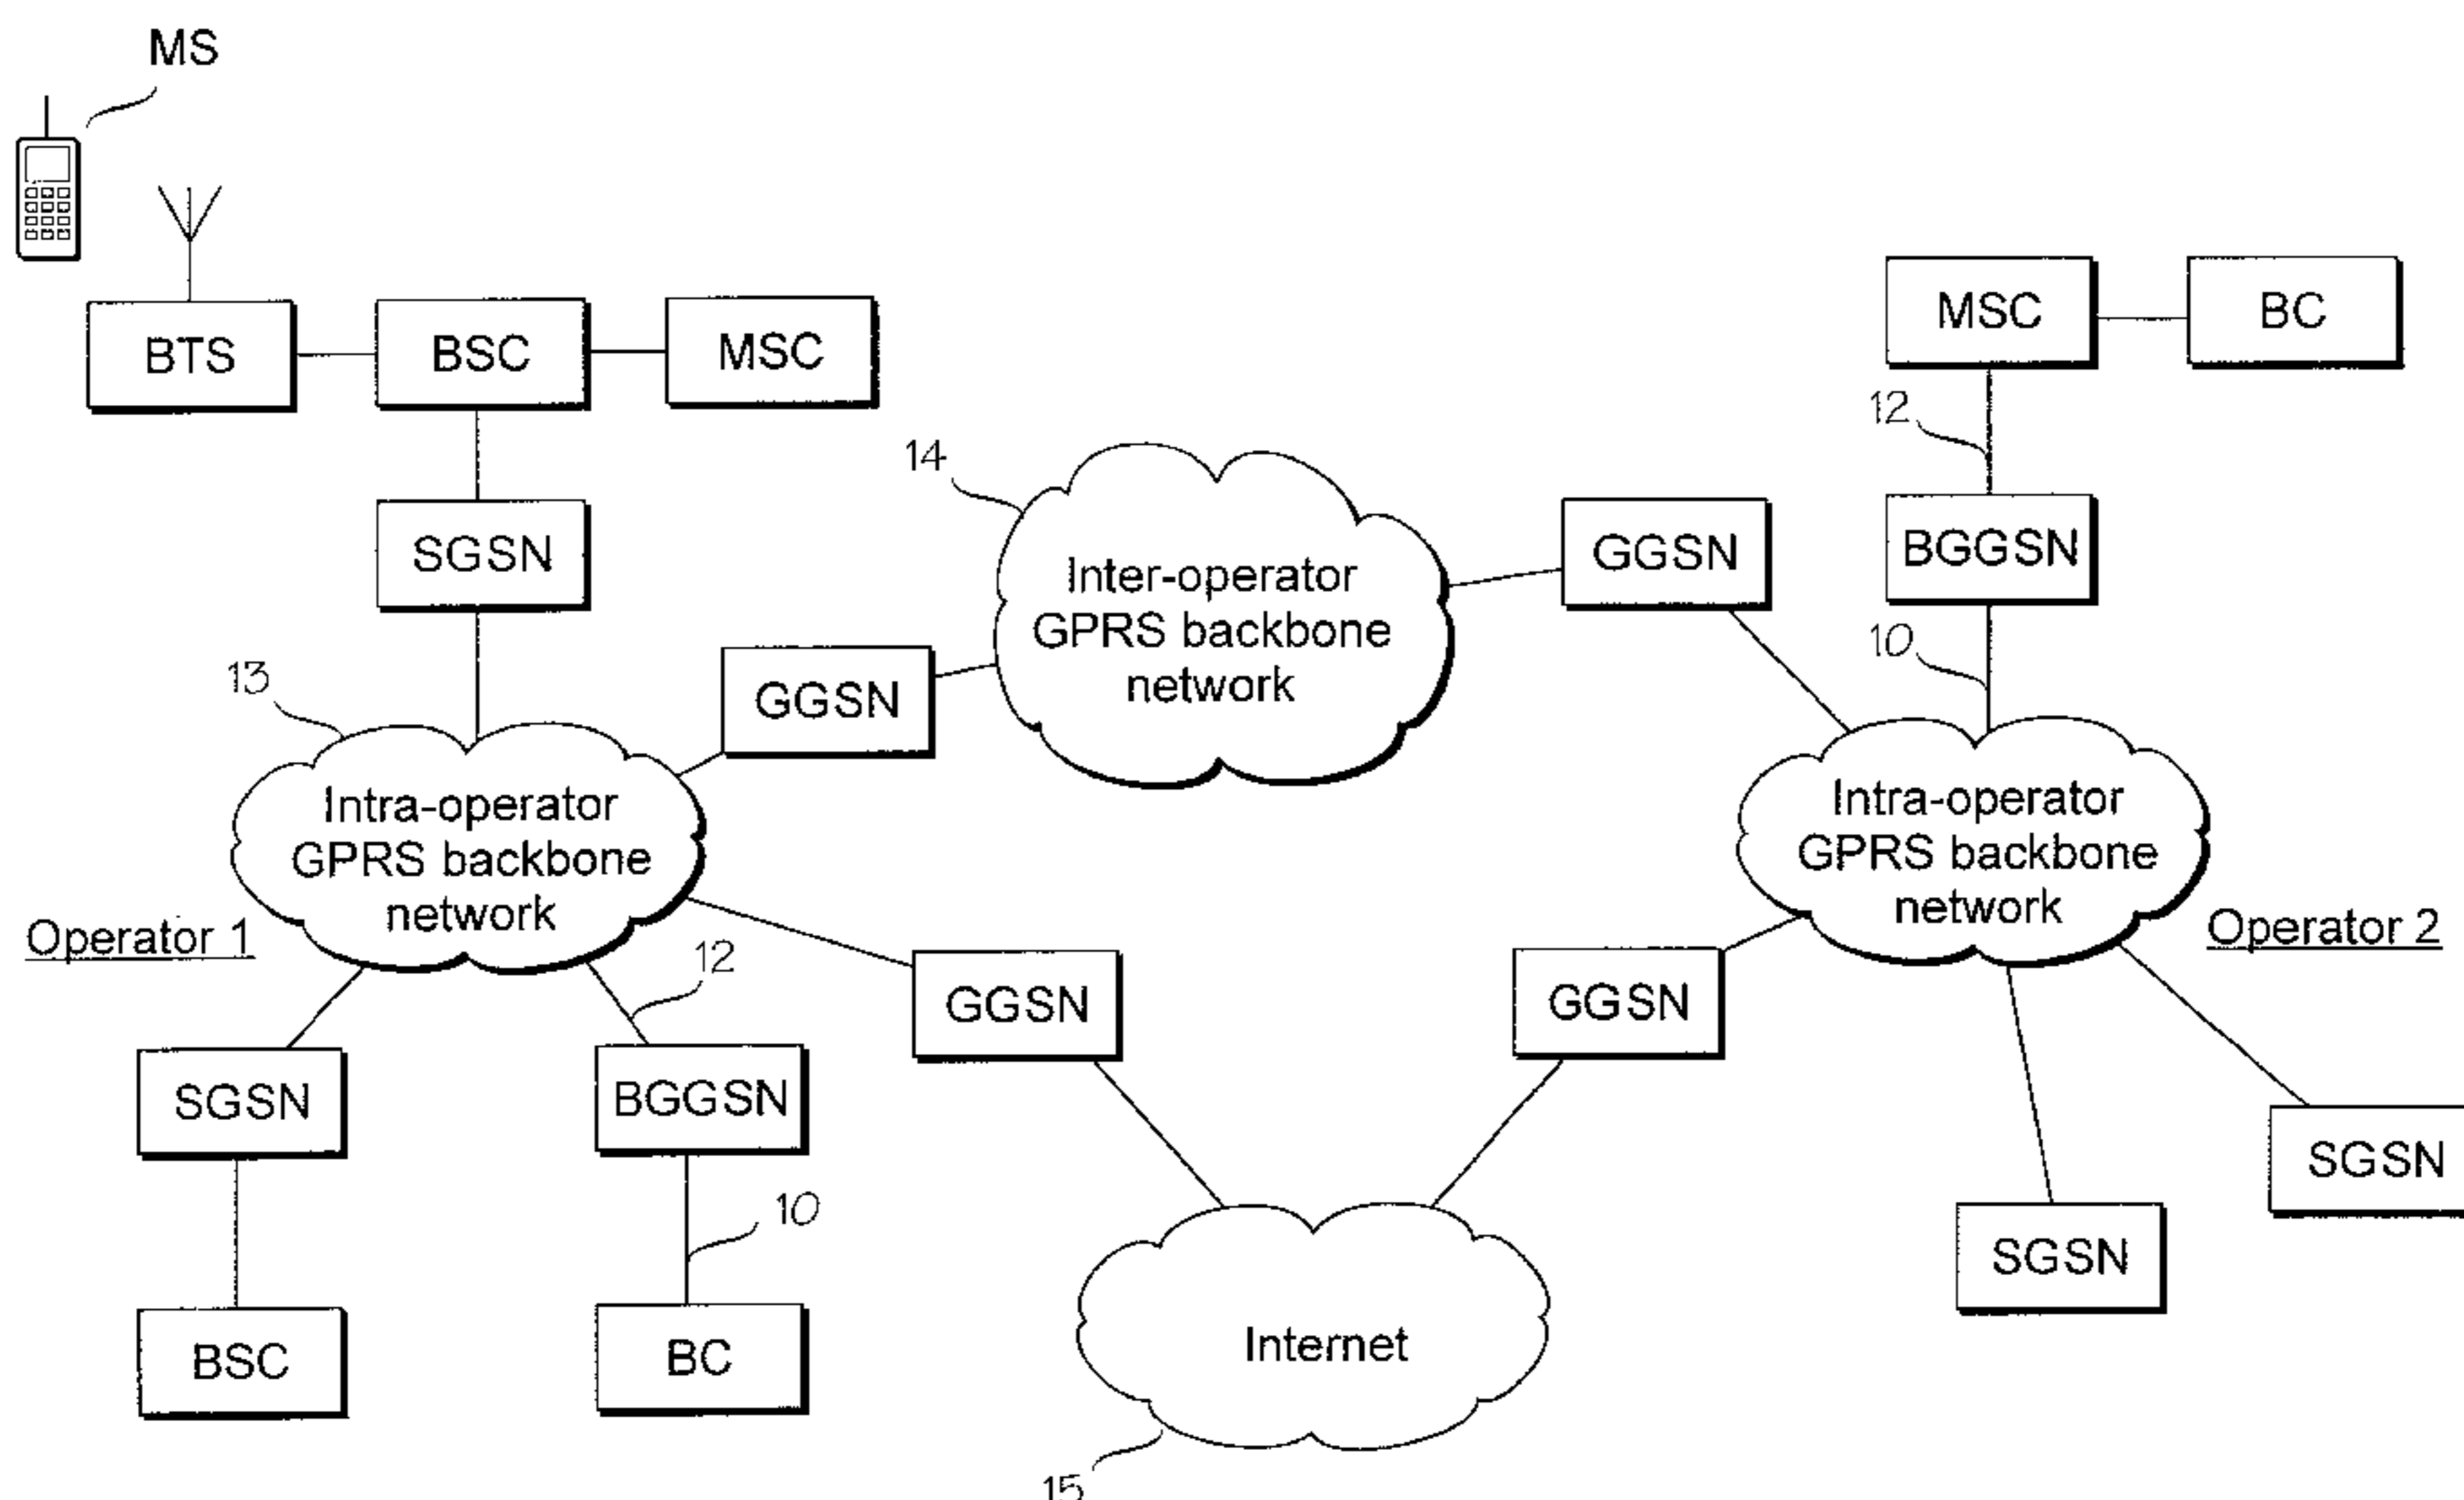 MS
BTS
BSC
MSC
MSC
BC
12
14
SGSN
Inter-operator
GPRS backbone
network
GGSN
BGGSN
10
13
GGSN
Intra-operator
GPRS backbone
network
Intra-operator
GPRS backbone
network
Operator 1
Operator 2
12
GGSN
GGSN
SGSN
BGGSN
SGSN
10
SGSN
BSC
BC
Internet
15